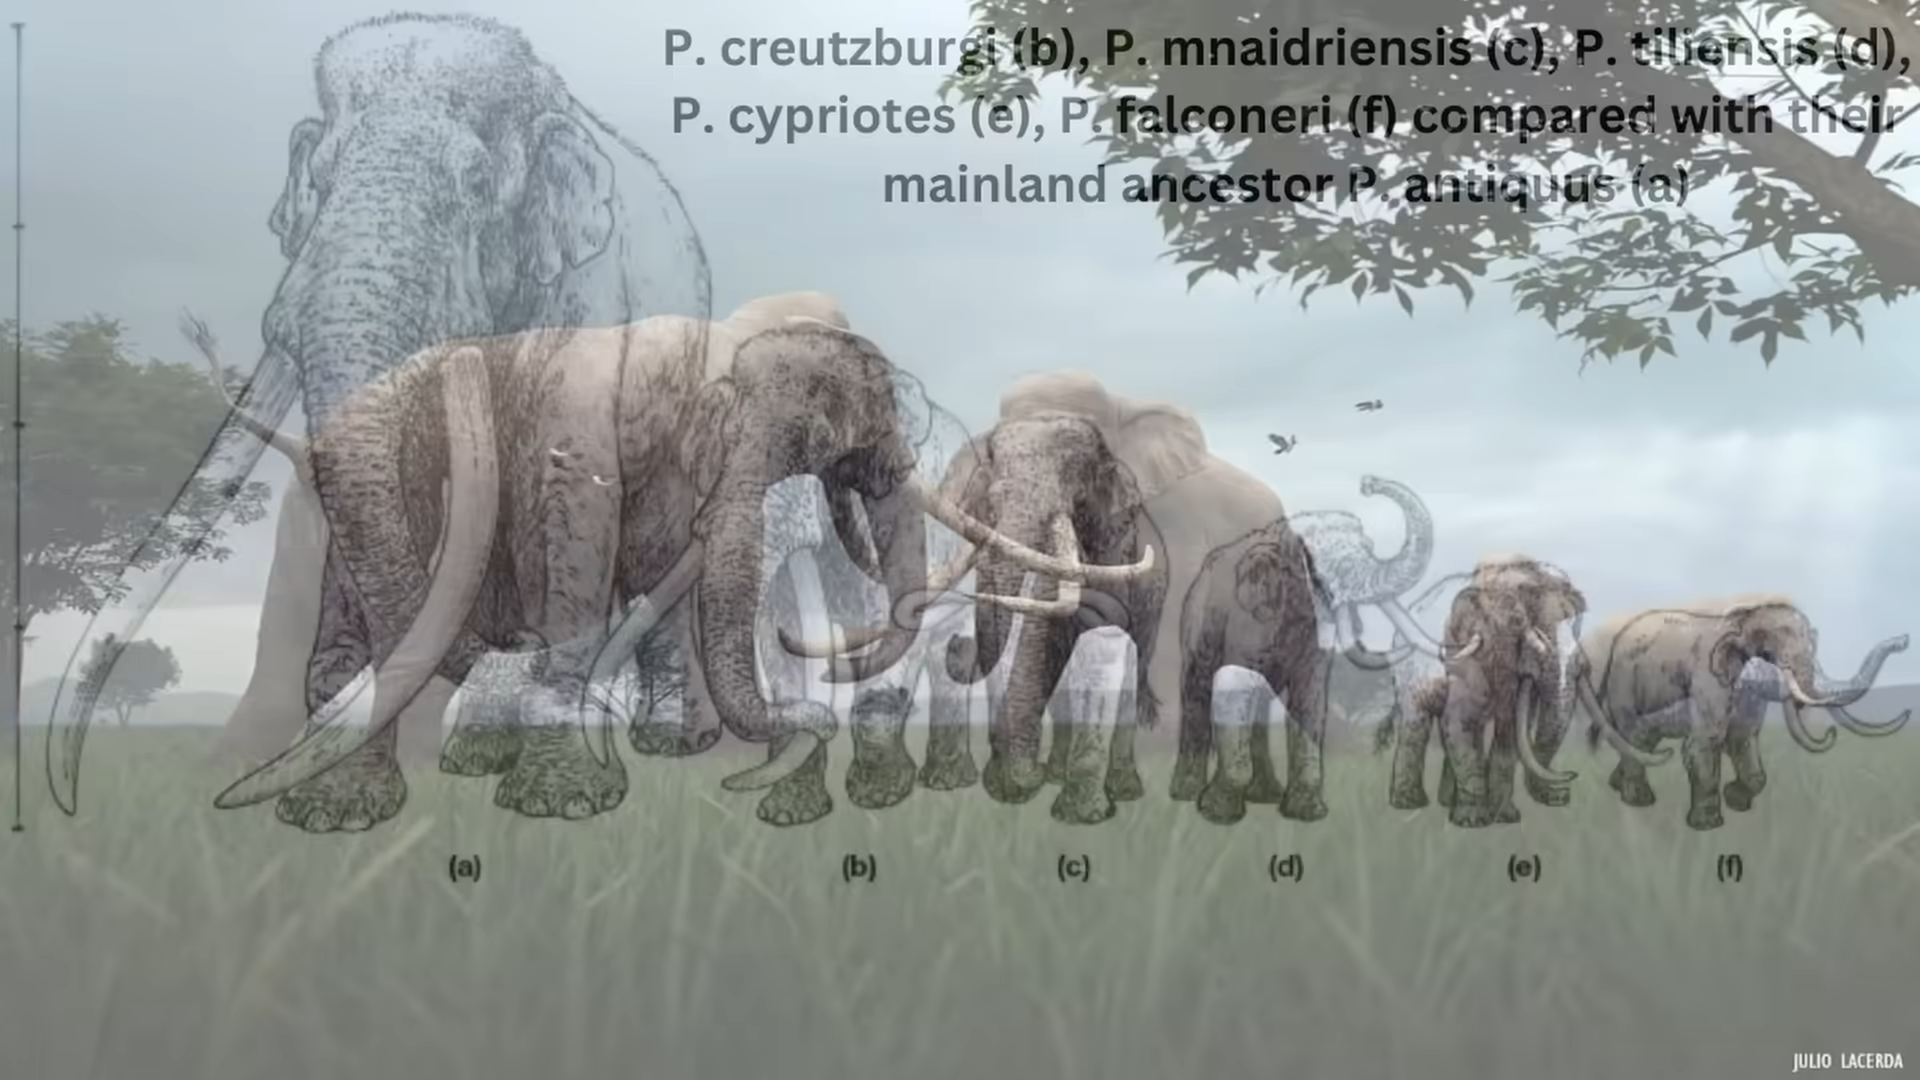 P. creutzburgi (b), P. mnaidriensis (c), P. tiliensis (d),
P. cypriotes (e), P. falconeri (f) compared with their
mainland ancestor P. antiquus (a)
(a) (b) (c) (d) (e) (f)
JULIO LACERDA